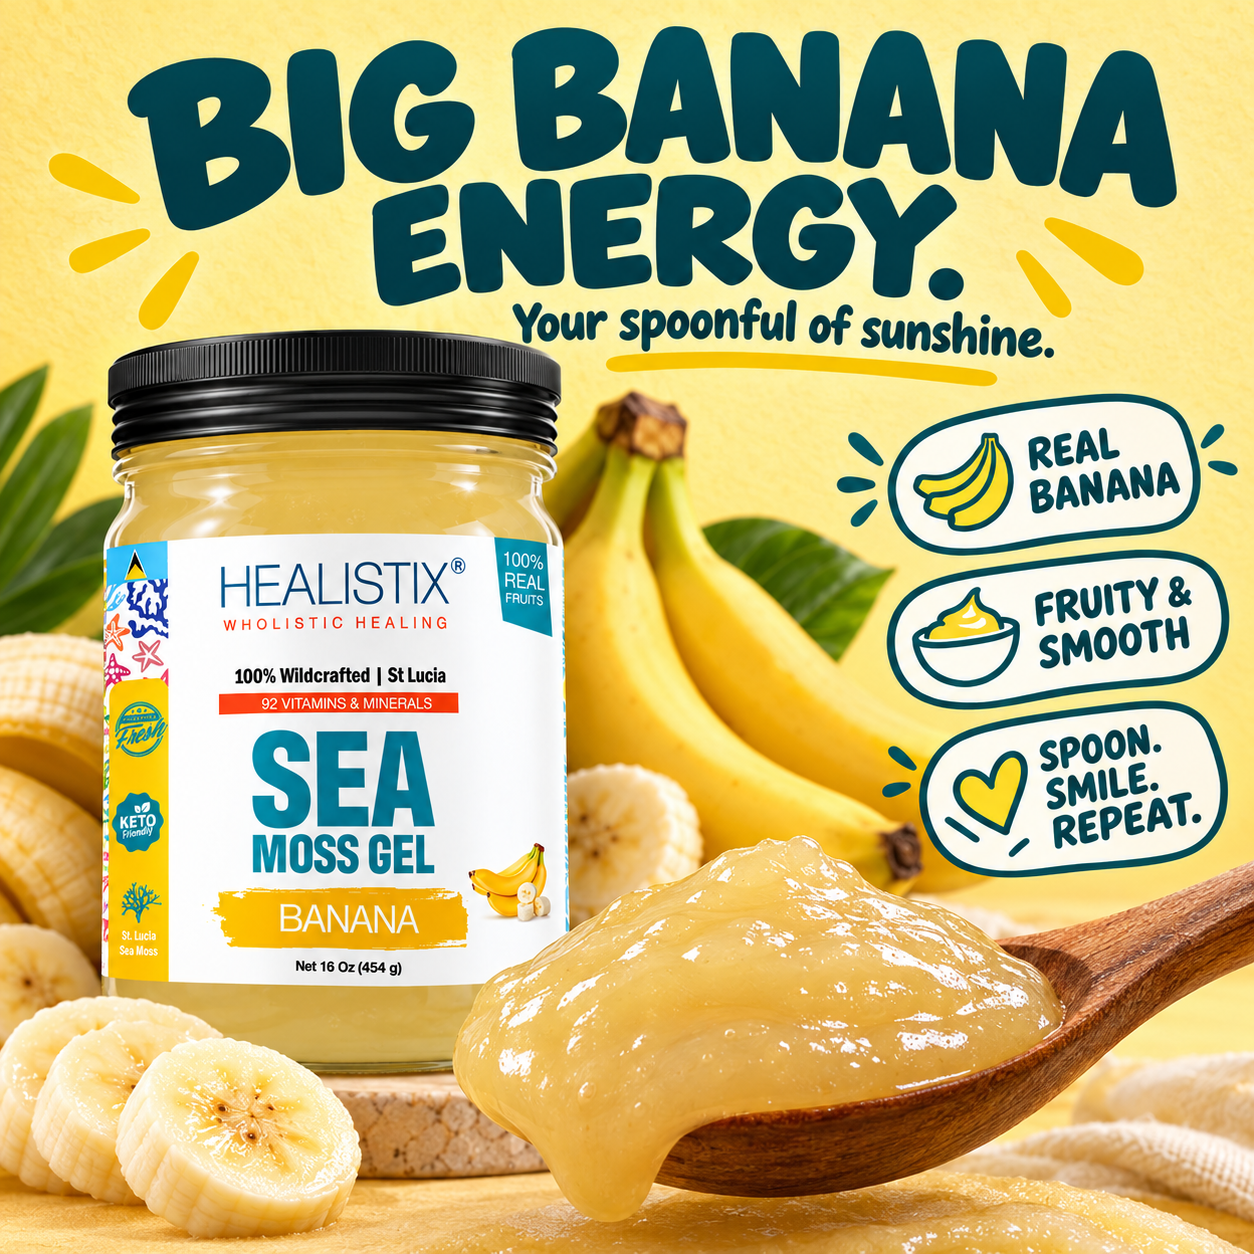 BIG BANANA
ENERGY.
Your spoonful of sunshine.
REAL
BANANA
FRUITY &
SMOOTH
SPOON.
SMILE.
REPEAT.
HEALISTIX®
WHOLISTIC HEALING
100%
REAL
FRUITS
100% Wildcrafted | St Lucia
92 VITAMINS & MINERALS
SEA
MOSS GEL
BANANA
Net 16 Oz (454 g)
Fresh
KETO
Friendly
St. Lucia
Sea Moss